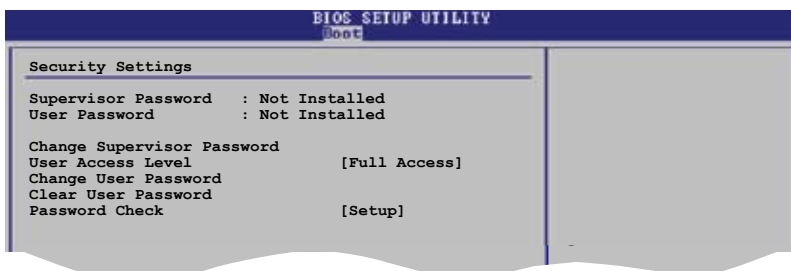 BIOS SETUP UTILITY
Boot
Security Settings
Supervisor Password : Not Installed
User Password : Not Installed
Change Supervisor Password
User Access Level [Full Access]
Change User Password
Clear User Password
Password Check [Setup]